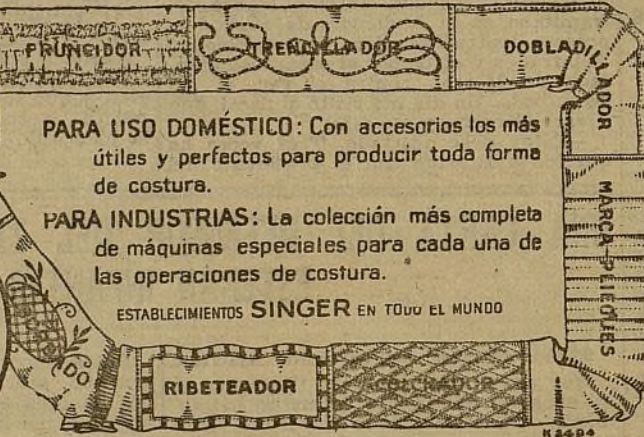 FRUNCIDOR
TRENCILLADOR
DOBLADILLADOR
PARA USO DOMÉSTICO: Con accesorios los más
útiles y perfectos para producir toda forma
de costura.
PARA INDUSTRIAS: La colección más completa
de máquinas especiales para cada una de
las operaciones de costura.
ESTABLECIMIENTOS SINGER EN TODO EL MUNDO
MARCA-PLIEGUES
DO
RIBETEADOR
ACOLCHADOR